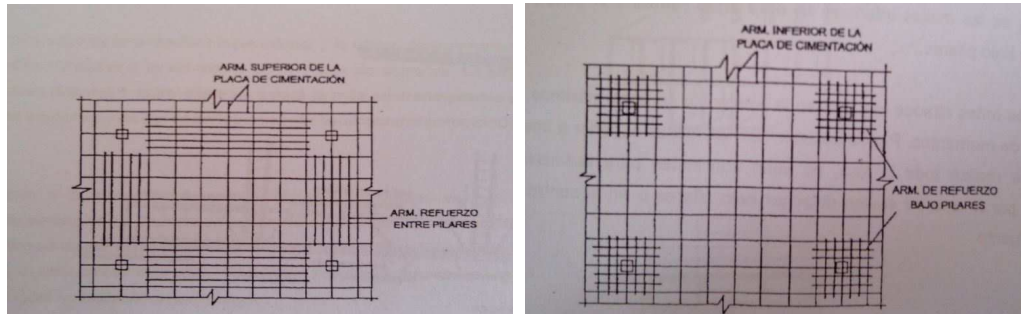 ARM. SUPERIOR DE LA
PLACA DE CIMENTACIÓN
ARM. REFUERZO
ENTRE PILARES
ARM. INFERIOR DE LA
PLACA DE CIMENTACIÓN
ARM. DE REFUERZO
BAJO PILARES